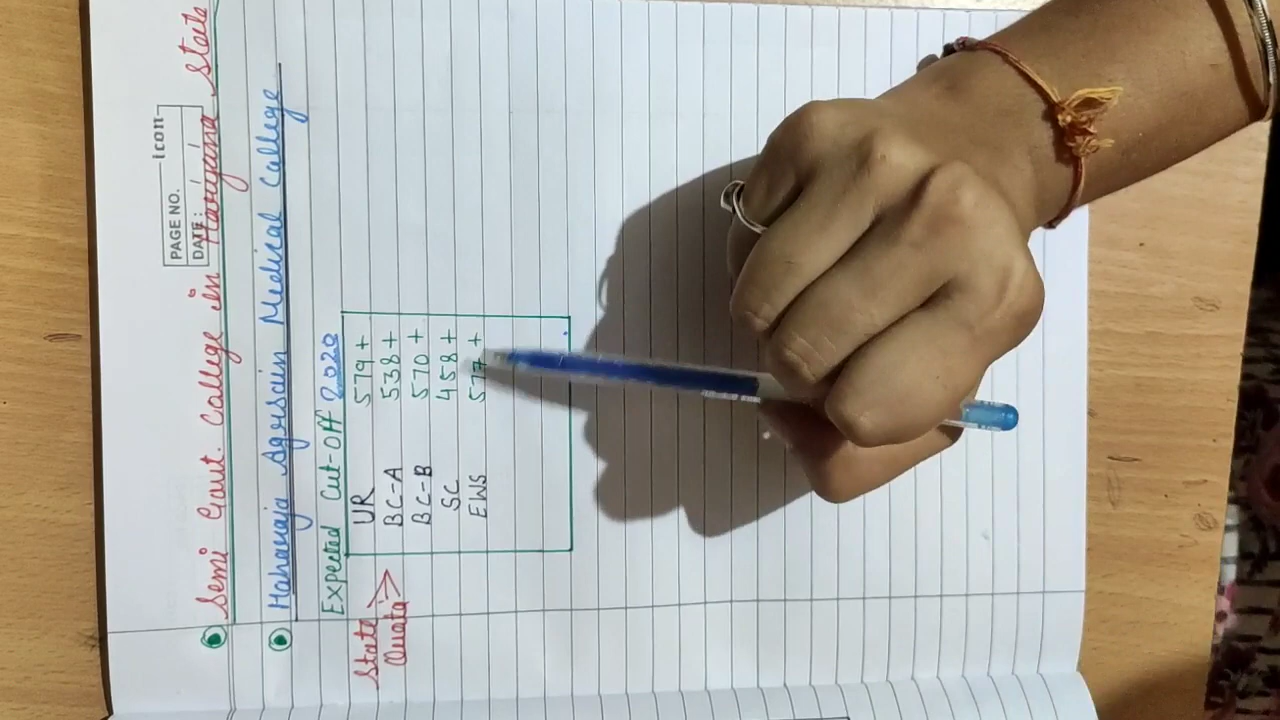 icon
PAGE NO.
DATE:
Semi Govt. College in Haryana State
Maharaja Agrasain Medical College
Expected Cut-Off 2020
State Quota →
UR 579 +
BC-A 538 +
BC-B 570 +
SC 458 +
EWS 577 +